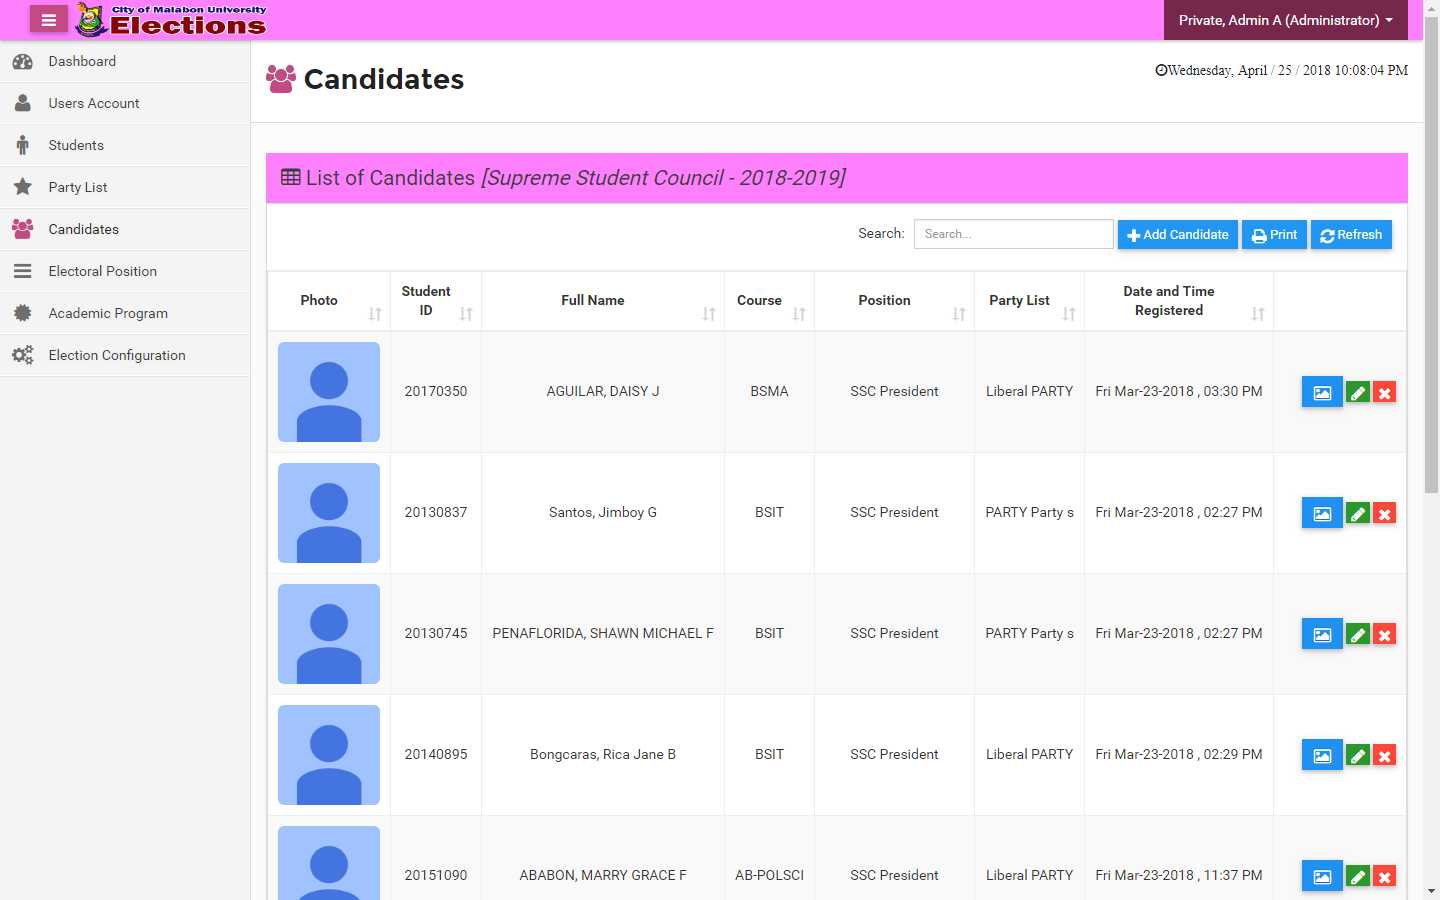 City of Malabon University
Elections
Private, Admin A (Administrator)
Dashboard
Users Account
Students
Party List
Candidates
Electoral Position
Academic Program
Election Configuration
Candidates
Wednesday, April / 25 / 2018 10:08:04 PM
List of Candidates [Supreme Student Council - 2018-2019]
Search: Search... Add Candidate Print Refresh
Photo Student ID Full Name Course Position Party List Date and Time Registered
20170350 AGUILAR, DAISY J BSMA SSC President Liberal PARTY Fri Mar-23-2018 , 03:30 PM
20130837 Santos, Jimboy G BSIT SSC President PARTY Party s Fri Mar-23-2018 , 02:27 PM
20130745 PENAFLORIDA, SHAWN MICHAEL F BSIT SSC President PARTY Party s Fri Mar-23-2018 , 02:27 PM
20140895 Bongcaras, Rica Jane B BSIT SSC President Liberal PARTY Fri Mar-23-2018 , 02:29 PM
20151090 ABABON, MARRY GRACE F AB-POLSCI SSC President Liberal PARTY Fri Mar-23-2018 , 11:37 PM